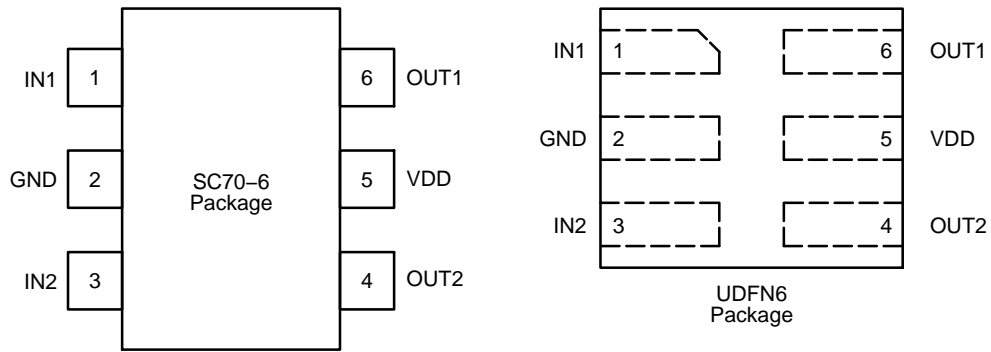 IN1 1 6 OUT1
GND 2 5 VDD
IN2 3 4 OUT2
SC70–6
Package
IN1 1 6 OUT1
GND 2 5 VDD
IN2 3 4 OUT2
UDFN6
Package